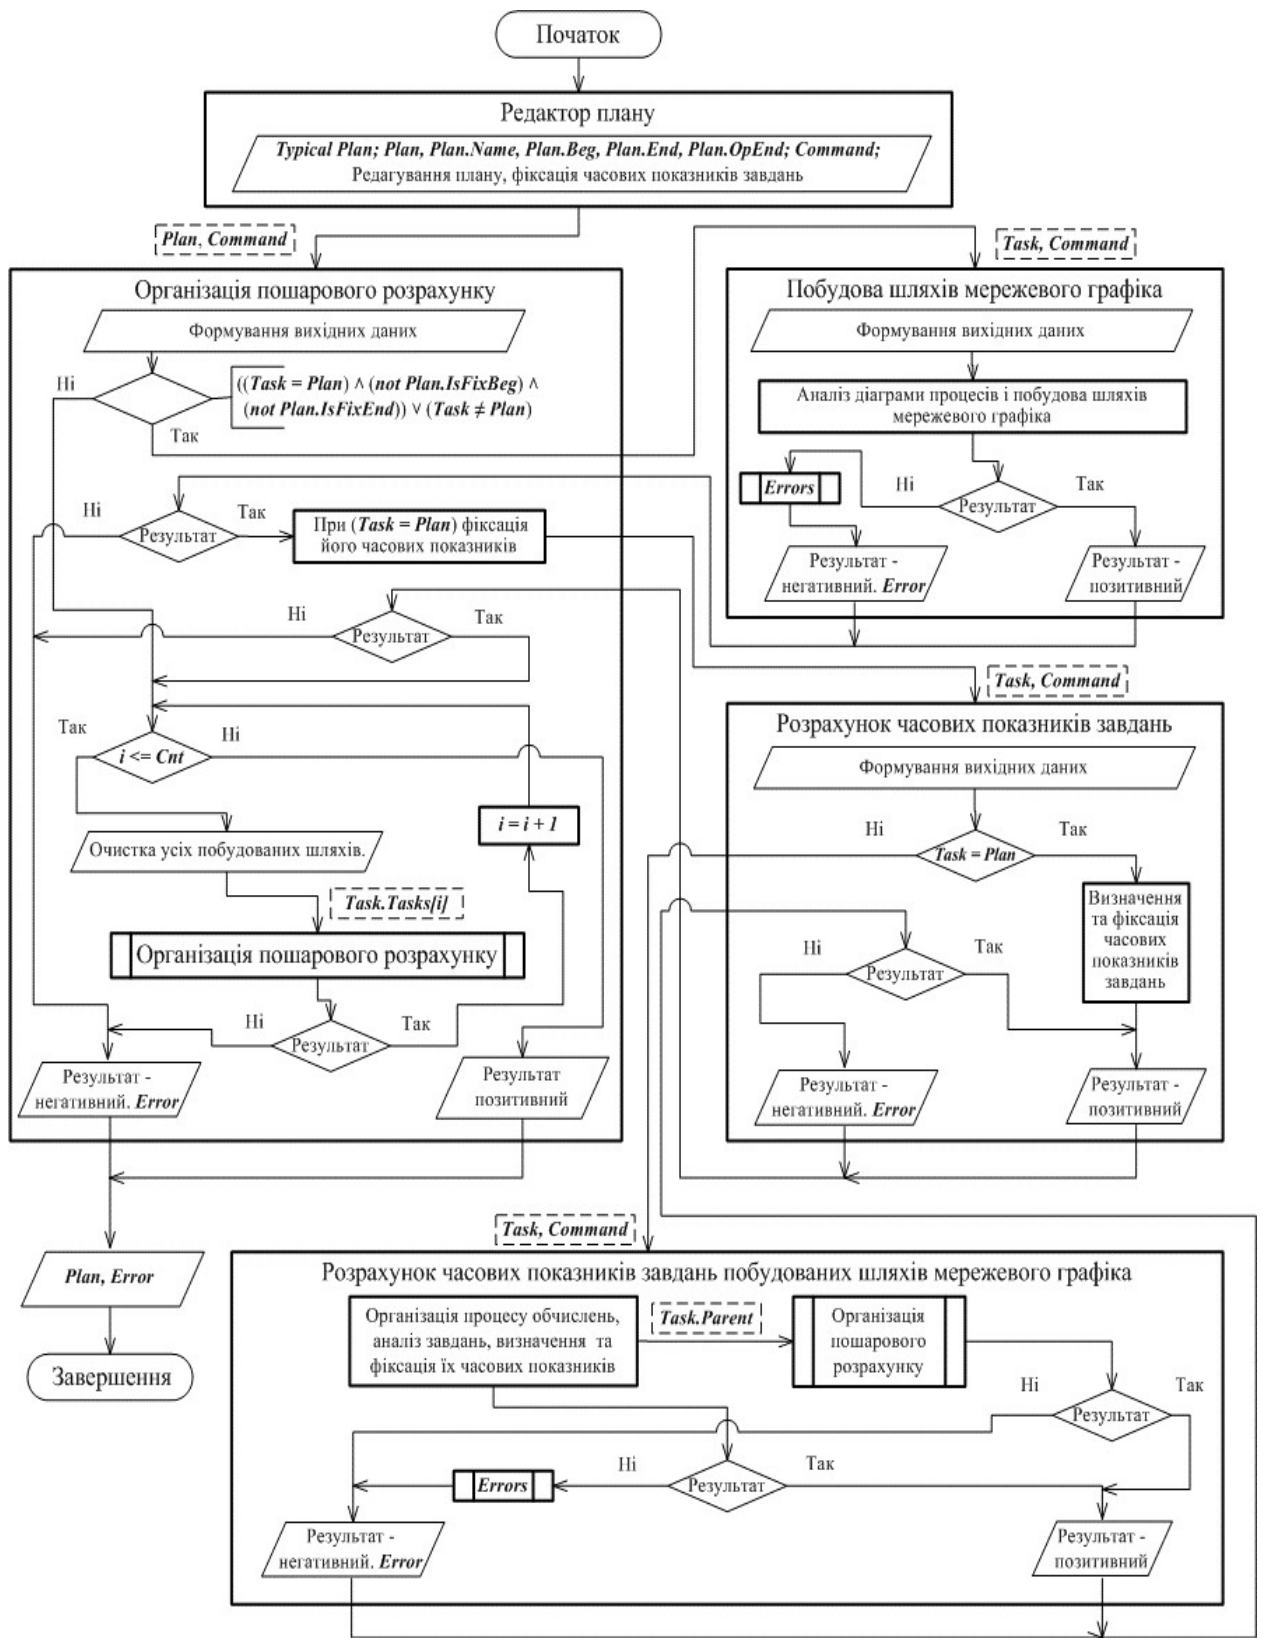 Початок
Редактор плану
Typical Plan; Plan, Plan.Name, Plan.Beg, Plan.End, Plan.OpEnd; Command;
Редагування плану, фіксація часових показників завдань
Plan, Command
Організація пошарового розрахунку
Формування вихідних даних
Ні
((Task = Plan) ∧ (not Plan.IsFixBeg) ∧
(not Plan.IsFixEnd)) ∨ (Task ≠ Plan)
Так
Ні
Результат
Так
При (Task = Plan) фіксація
його часових показників
Ні
Результат
Так
Так
i <= Cnt
Ні
i = i + 1
Очистка усіх побудованих шляхів.
Task.Tasks[i]
Організація пошарового розрахунку
Ні
Результат
Так
Результат -
негативний. Error
Результат
позитивний
Plan, Error
Завершення
Task, Command
Побудова шляхів мережевого графіка
Формування вихідних даних
Аналіз діаграми процесів і побудова шляхів
мережевого графіка
Errors
Ні
Результат
Так
Результат -
негативний. Error
Результат -
позитивний
Task, Command
Розрахунок часових показників завдань
Формування вихідних даних
Ні
Task = Plan
Так
Визначення
та фіксація
часових
показників
завдань
Ні
Результат
Так
Результат -
негативний. Error
Результат -
позитивний
Task, Command
Розрахунок часових показників завдань побудованих шляхів мережевого графіка
Організація процесу обчислень,
аналіз завдань, визначення та
фіксація їх часових показників
Task.Parent
Організація
пошарового
розрахунку
Ні
Результат
Так
Errors
Ні
Результат
Так
Результат -
негативний. Error
Результат -
позитивний